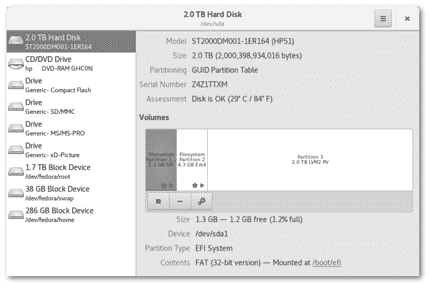 2.0 TB Hard Disk
/dev/sda
2.0 TB Hard Disk
ST2000DM001-1ER164
CD/DVD Drive
hp DVD-RAM GHC0N
Drive
Generic- Compact Flash
Drive
Generic- SD/MMC
Drive
Generic- MS/MS-PRO
Drive
Generic- xD-Picture
1.7 TB Block Device
/dev/fedora/root
38 GB Block Device
/dev/fedora/swap
286 GB Block Device
/dev/fedora/home
Model ST2000DM001-1ER164 (HP51)
Size 2.0 TB (2,000,398,934,016 bytes)
Partitioning GUID Partition Table
Serial Number Z4Z1TTXM
Assessment Disk is OK (29° C / 84° F)
Volumes
Filesystem
Partition 1
Filesystem
Partition 2
4.3 GB Ext4
Partition 3
2.0 TB LVM2 PV
Size 1.3 GB — 1.2 GB free (1.2% full)
Device /dev/sda1
Partition Type EFI System
Contents FAT (32-bit version) — Mounted at /boot/efi